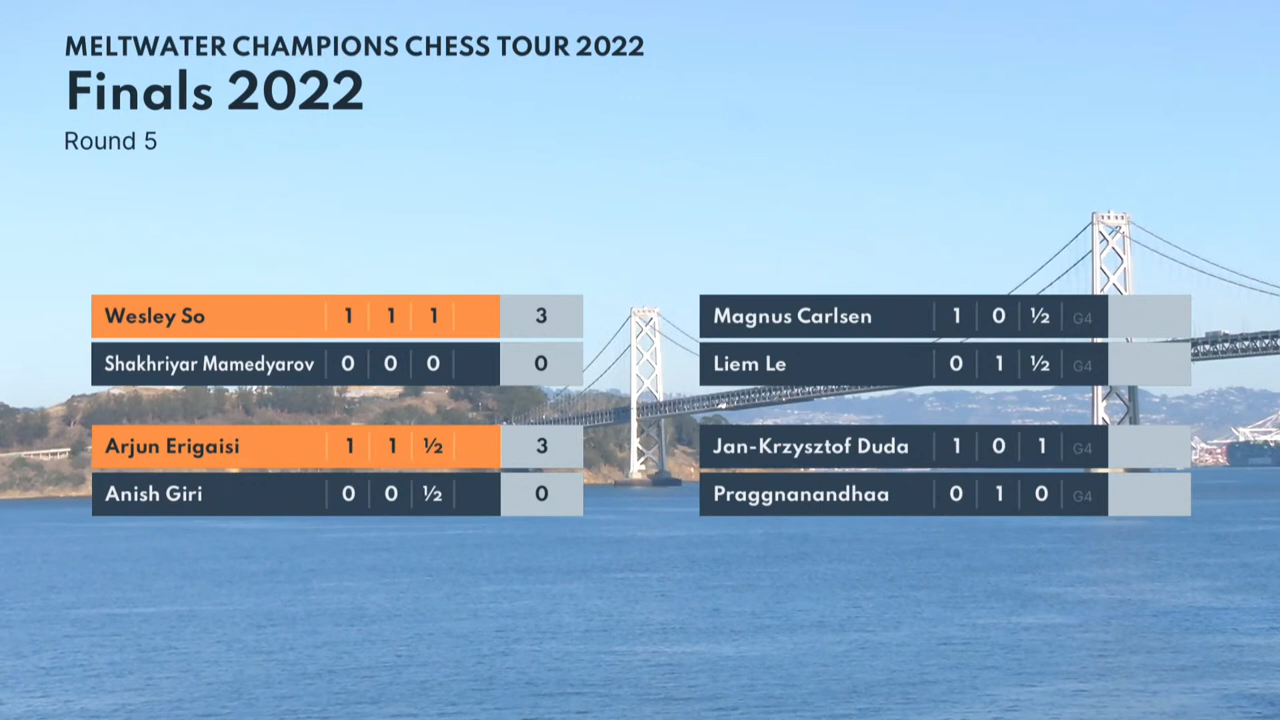 MELTWATER CHAMPIONS CHESS TOUR 2022
Finals 2022
Round 5
Wesley So 1 1 1 3
Shakhriyar Mamedyarov 0 0 0 0
Arjun Erigaisi 1 1 ½ 3
Anish Giri 0 0 ½ 0
Magnus Carlsen 1 0 ½ G4
Liem Le 0 1 ½ G4
Jan-Krzysztof Duda 1 0 1 G4
Praggnanandhaa 0 1 0 G4